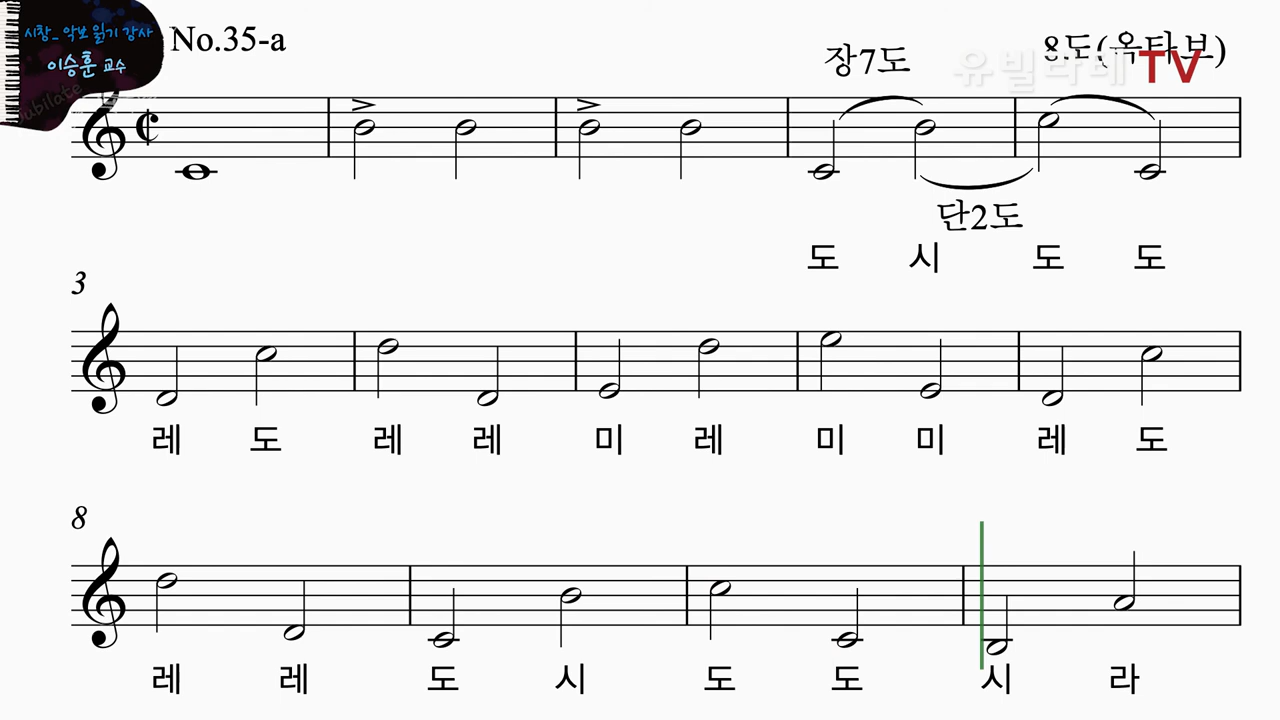 시창_ 악보 읽기 강사
이승훈 교수
Jubilate
No.35-a
장7도
8도(옥타브)
유빌라테TV
단2도
도 시 도 도
3
레 도 레 레 미 레 미 미 레 도
8
레 레 도 시 도 도 시 라